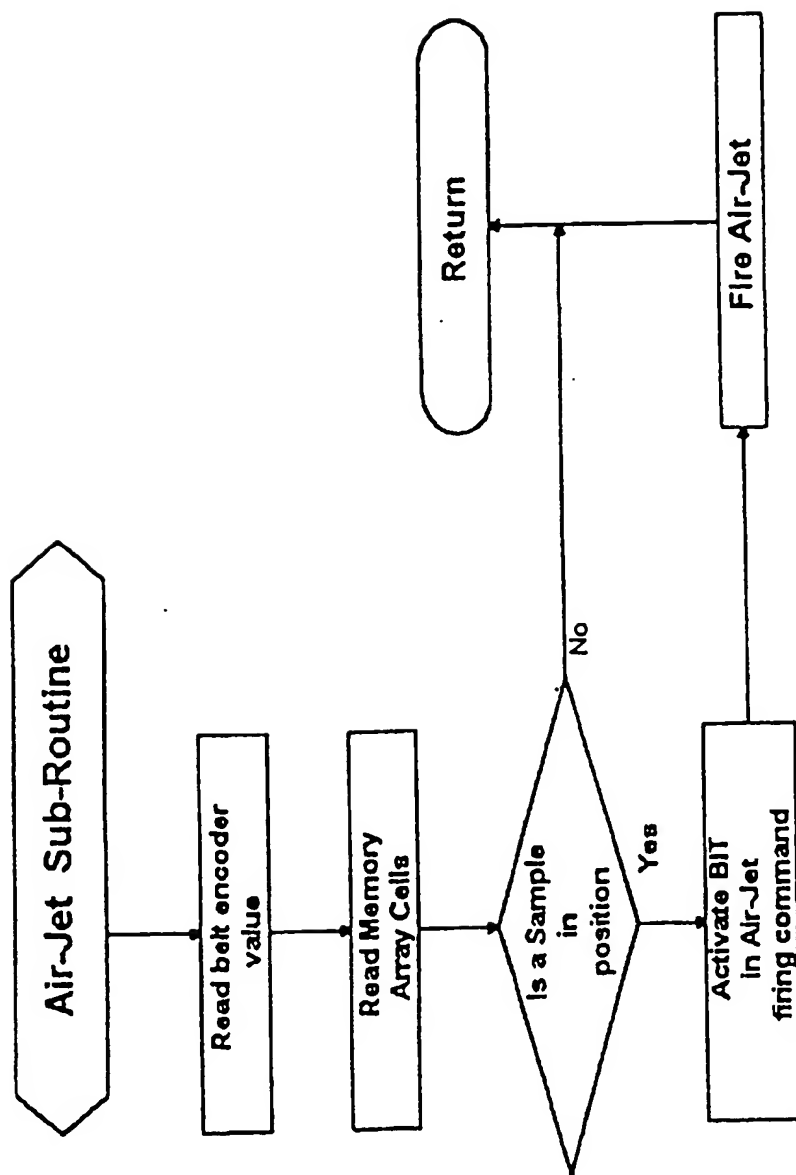 Air-Jet Sub-Routine
Read belt encoder
value
Read Memory
Array Cells
Is a Sample
in
position
No
Yes
Activate BIT
in Air-Jet
firing command
Fire Air-Jet
Return